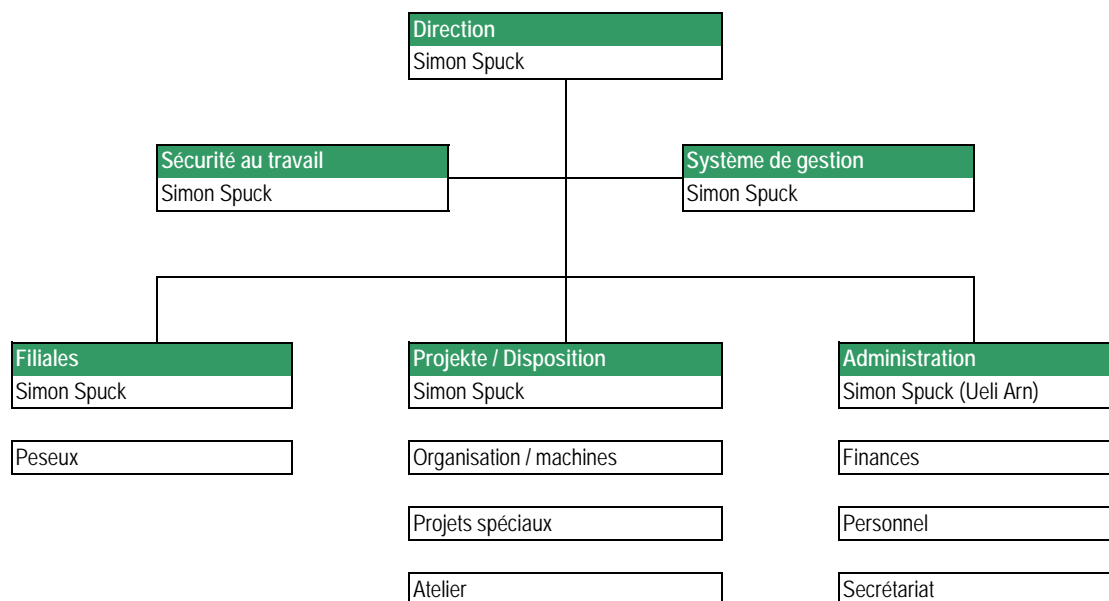 Direction
Simon Spuck
Sécurité au travail
Simon Spuck
Système de gestion
Simon Spuck
Filiales
Simon Spuck
Peseux
Projekte / Disposition
Simon Spuck
Organisation / machines
Projets spéciaux
Atelier
Administration
Simon Spuck (Ueli Arn)
Finances
Personnel
Secrétariat